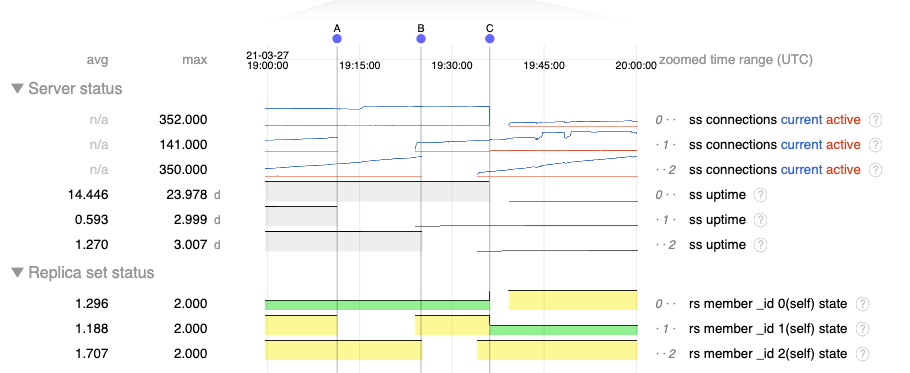 A B C
21-03-27
avg max 19:00:00 19:15:00 19:30:00 19:45:00 20:00:00 zoomed time range (UTC)
▼ Server status
n/a 352.000 0·· ss connections current active ?
n/a 141.000 ·1· ss connections current active ?
n/a 350.000 ··2 ss connections current active ?
14.446 23.978 d 0·· ss uptime ?
0.593 2.999 d ·1· ss uptime ?
1.270 3.007 d ··2 ss uptime ?
▼ Replica set status
1.296 2.000 0·· rs member _id 0(self) state ?
1.188 2.000 ·1· rs member _id 1(self) state ?
1.707 2.000 ··2 rs member _id 2(self) state ?